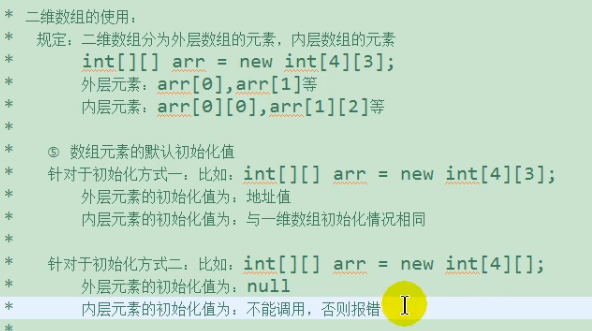 * 二维数组的使用：
* 规定：二维数组分为外层数组的元素，内层数组的元素
* int[][] arr = new int[4][3];
* 外层元素：arr[0],arr[1]等
* 内层元素：arr[0][0],arr[1][2]等
*
* ⑤ 数组元素的默认初始化值
* 针对于初始化方式一：比如：int[][] arr = new int[4][3];
* 外层元素的初始化值为：地址值
* 内层元素的初始化值为：与一维数组初始化情况相同
*
* 针对于初始化方式二：比如：int[][] arr = new int[4][];
* 外层元素的初始化值为：null
* 内层元素的初始化值为：不能调用，否则报错
*